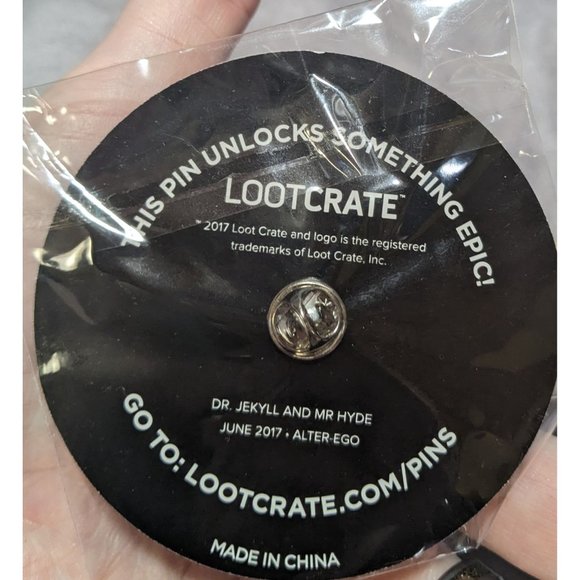 THIS PIN UNLOCKS SOMETHING EPIC!
LOOTCRATE™
™ 2017 Loot Crate and logo is the registered
trademarks of Loot Crate, Inc.
DR. JEKYLL AND MR HYDE
JUNE 2017 • ALTER-EGO
GO TO: LOOTCRATE.COM/PINS
MADE IN CHINA